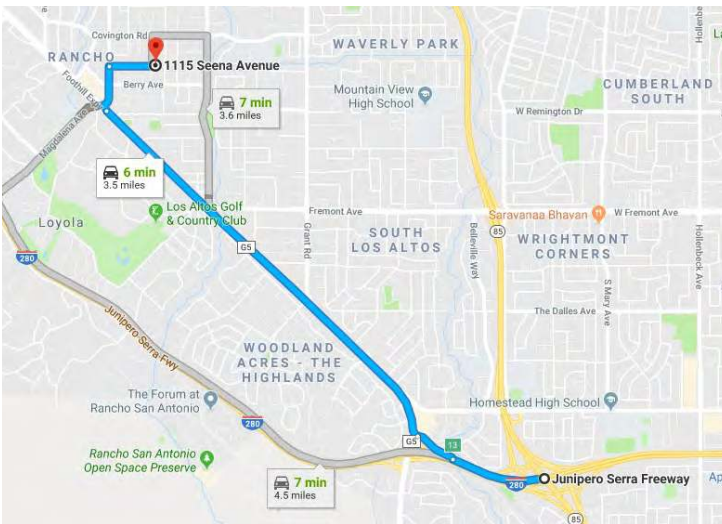 Covington Rd
RANCHO
WAVERLY PARK
1115 Seena Avenue
Berry Ave
Foothill Expy
Magdalena Ave
7 min
3.6 miles
Mountain View
High School
CUMBERLAND
SOUTH
W Remington Dr
6 min
3.5 miles
Los Altos Golf
& Country Club
Loyola
Fremont Ave
Grant Rd
SOUTH
LOS ALTOS
Belleville Way
Saravanaa Bhavan
W Fremont Ave
85
WRIGHTMONT
CORNERS
Hollenbeck Ave
S Mary Ave
G5
280
The Dalles Ave
Junipero Serra Fwy
WOODLAND
ACRES - THE
HIGHLANDS
The Forum at
Rancho San Antonio
280
Homestead High School
G5
13
Rancho San Antonio
Open Space Preserve
7 min
4.5 miles
280
Junipero Serra Freeway
85